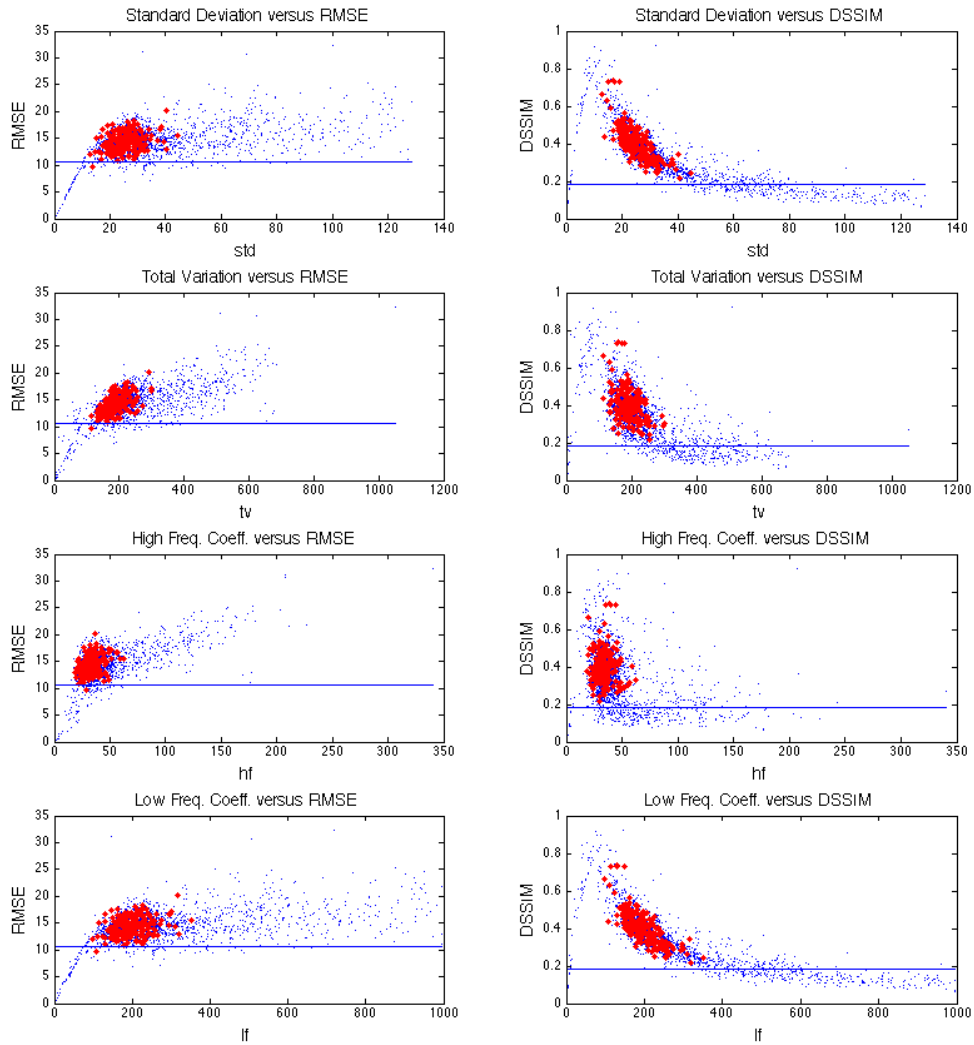 Standard Deviation versus RMSE
35
30
25
20
15
10
5
0
RMSE
0 20 40 60 80 100 120 140
std
Standard Deviation versus DSSIM
1
0.8
0.6
0.4
0.2
0
DSSIM
0 20 40 60 80 100 120 140
std
Total Variation versus RMSE
35
30
25
20
15
10
5
0
RMSE
0 200 400 600 800 1000 1200
tv
Total Variation versus DSSIM
1
0.8
0.6
0.4
0.2
0
DSSIM
0 200 400 600 800 1000 1200
tv
High Freq. Coeff. versus RMSE
35
30
25
20
15
10
5
0
RMSE
0 50 100 150 200 250 300 350
hf
High Freq. Coeff. versus DSSIM
1
0.8
0.6
0.4
0.2
0
DSSIM
0 50 100 150 200 250 300 350
hf
Low Freq. Coeff. versus RMSE
35
30
25
20
15
10
5
0
RMSE
0 200 400 600 800 1000
lf
Low Freq. Coeff. versus DSSIM
1
0.8
0.6
0.4
0.2
0
DSSIM
0 200 400 600 800 1000
lf